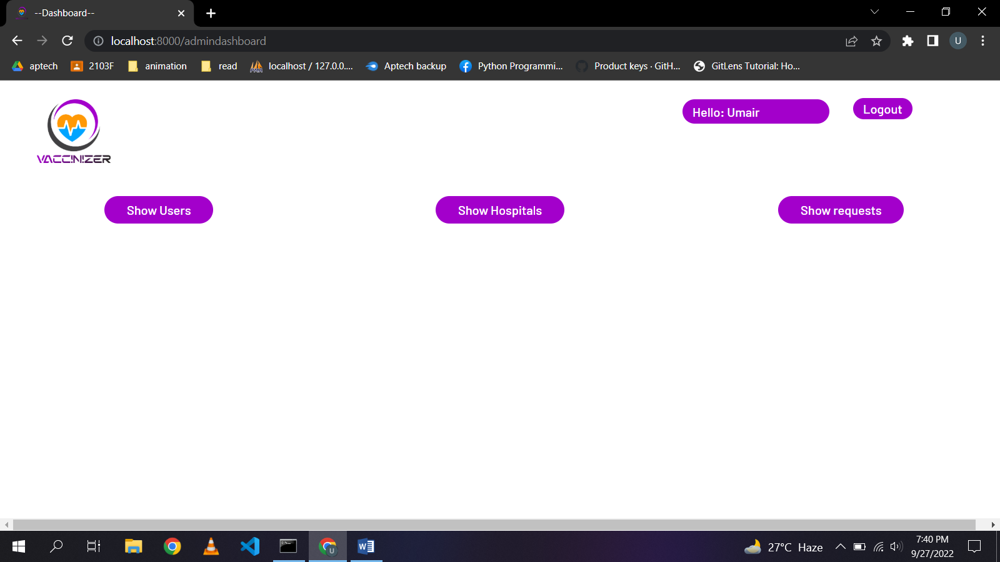 --Dashboard--
localhost:8000/admindashboard
U
aptech
2103F
animation
read
localhost / 127.0.0....
Aptech backup
Python Programmi...
Product keys · GitH...
GitLens Tutorial: Ho...
VACCINIZER
Hello: Umair
Logout
Show Users
Show Hospitals
Show requests
27°C Haze
7:40 PM
9/27/2022